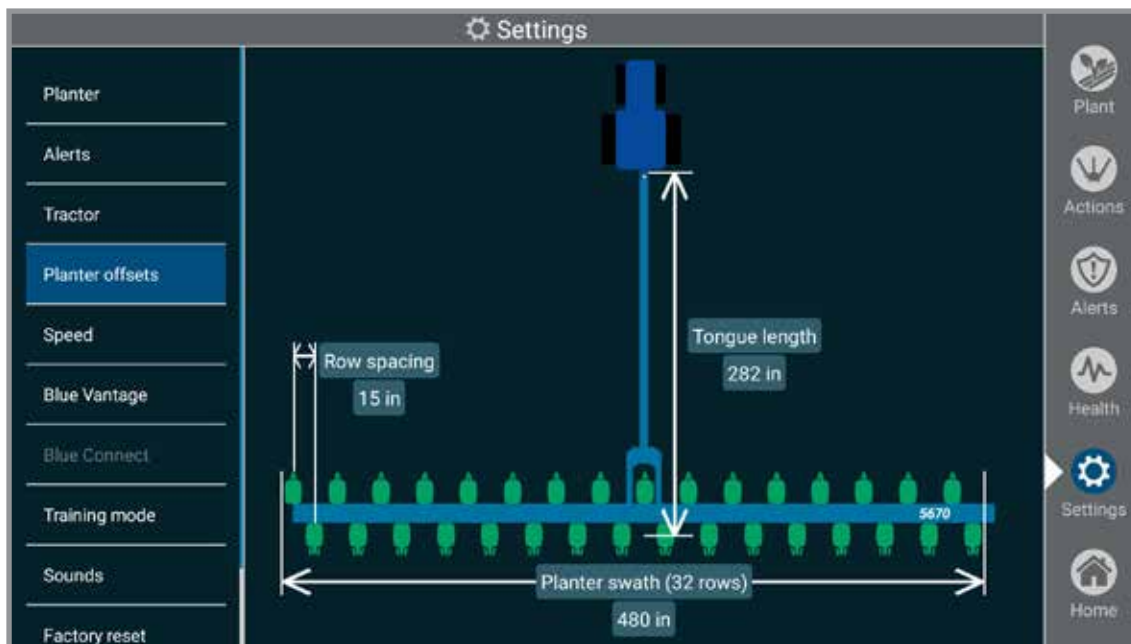 Settings
Planter
Alerts
Tractor
Planter offsets
Speed
Blue Vantage
Blue Connect
Training mode
Sounds
Factory reset
Tongue length
282 in
Row spacing
15 in
5670
Planter swath (32 rows)
480 in
Plant
Actions
Alerts
Health
Settings
Home